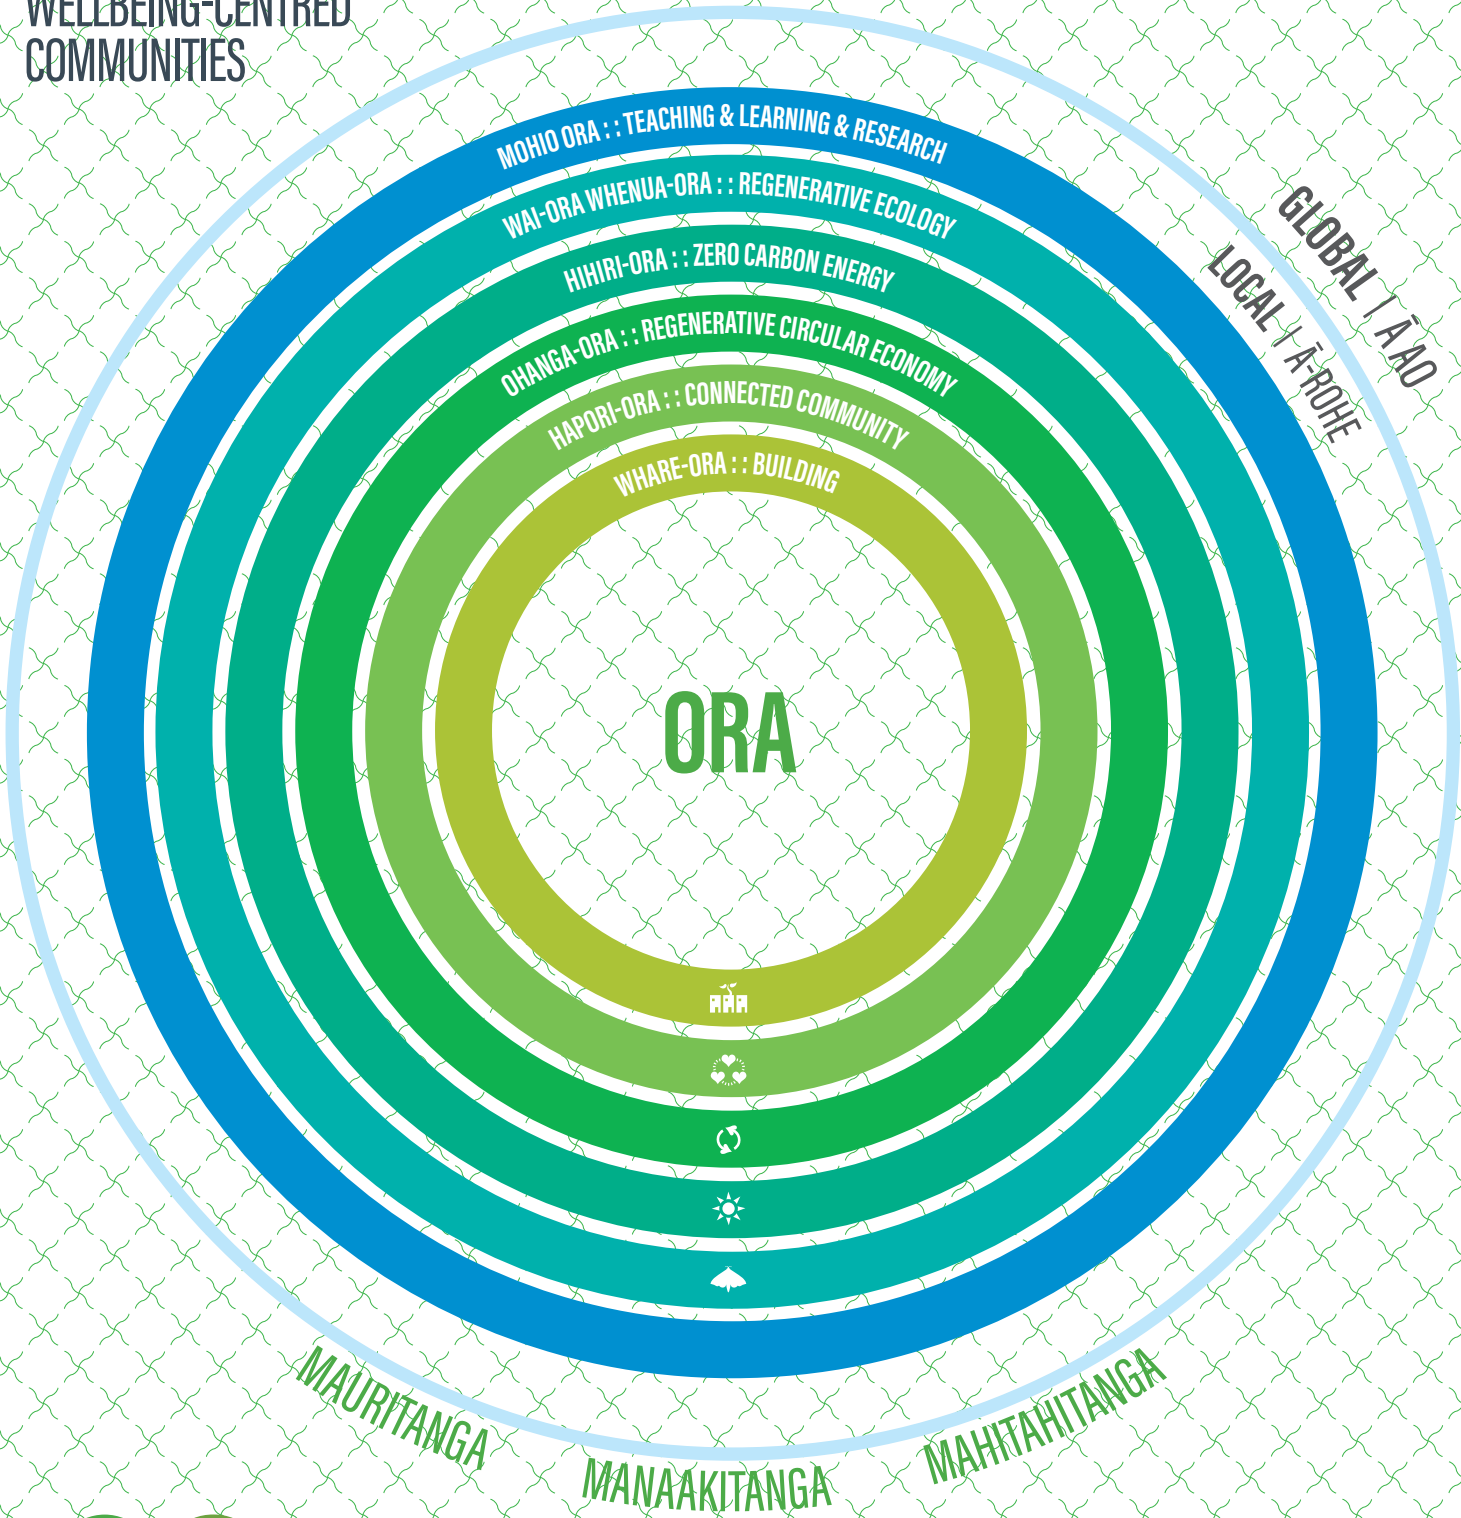 WELLBEING-CENTRED
COMMUNITIES
MOHIO ORA :: TEACHING & LEARNING & RESEARCH
WAI-ORA WHENUA-ORA :: REGENERATIVE ECOLOGY
HIHIRI-ORA :: ZERO CARBON ENERGY
OHANGA-ORA :: REGENERATIVE CIRCULAR ECONOMY
HAPORI-ORA :: CONNECTED COMMUNITY
WHARE-ORA :: BUILDING
GLOBAL | Ā AO
LOCAL | Ā-ROHE
ORA
MAURITANGA
MANAAKITANGA
MAHITAHITANGA